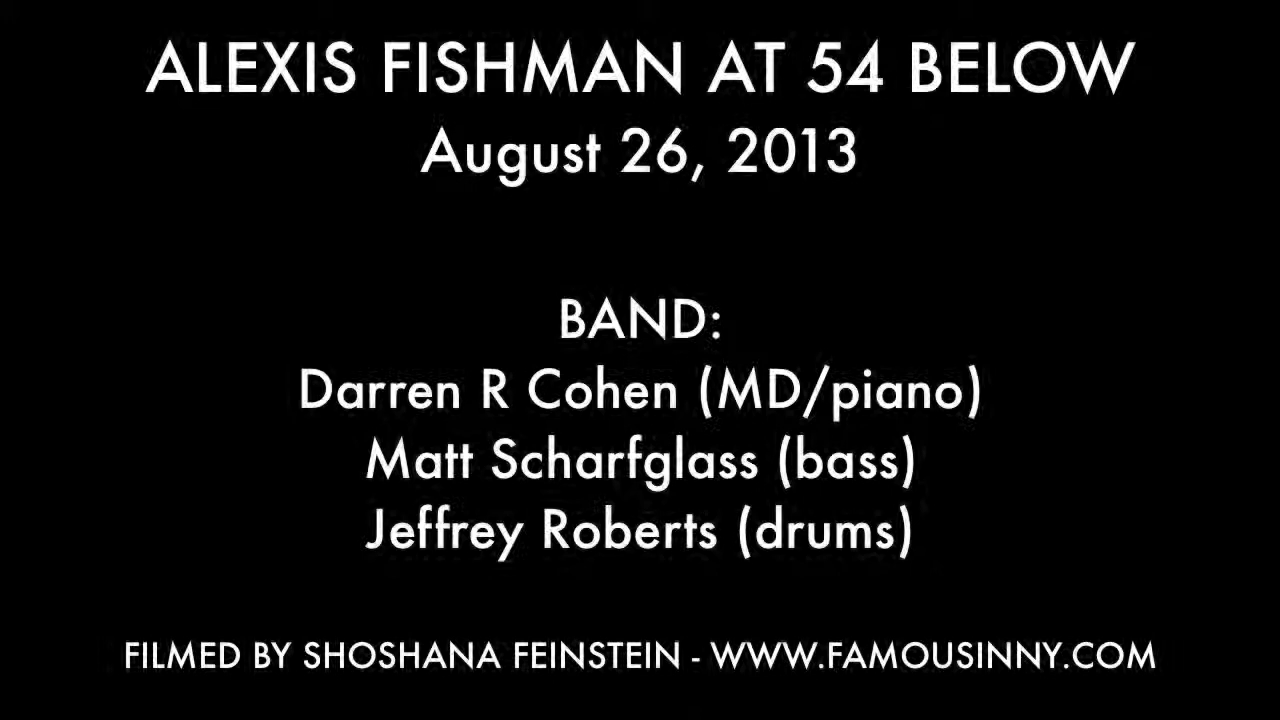 ALEXIS FISHMAN AT 54 BELOW
August 26, 2013
BAND:
Darren R Cohen (MD/piano)
Matt Scharfglass (bass)
Jeffrey Roberts (drums)
FILMED BY SHOSHANA FEINSTEIN - WWW.FAMOUSINNY.COM